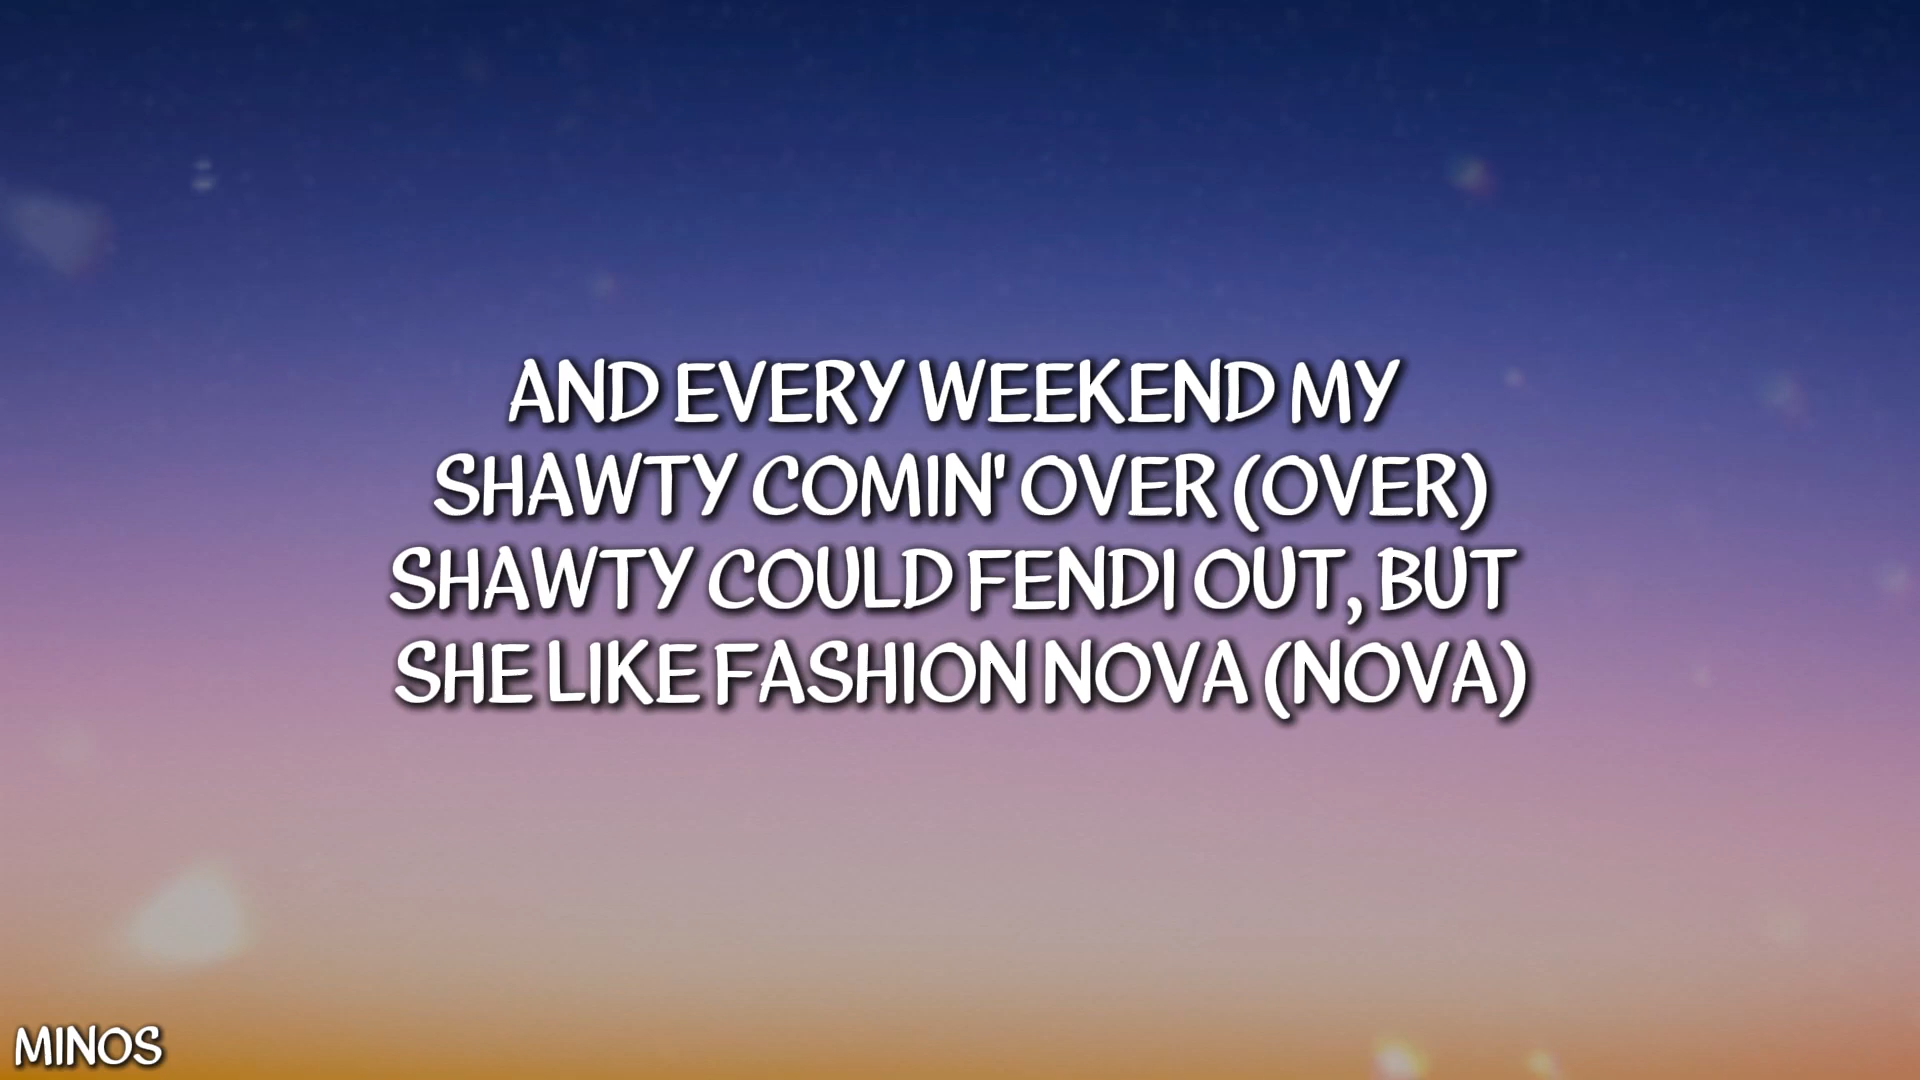 AND EVERY WEEKEND MY
SHAWTY COMIN' OVER (OVER)
SHAWTY COULD FENDI OUT, BUT
SHE LIKE FASHION NOVA (NOVA)
MINOS